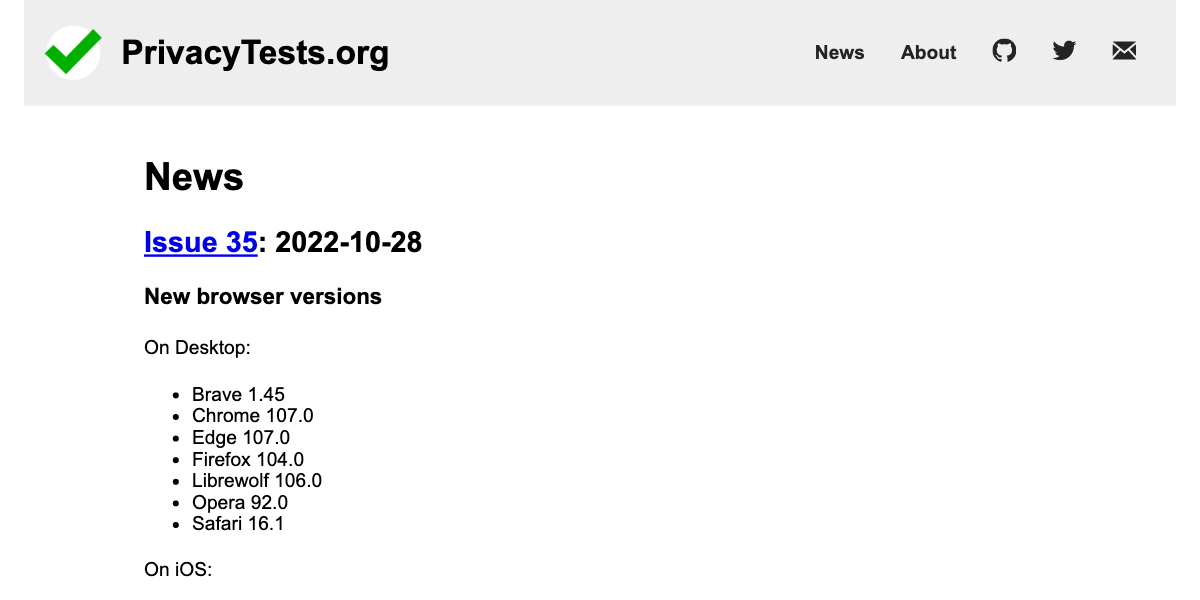 PrivacyTests.org
News About
News
Issue 35: 2022-10-28
New browser versions
On Desktop:
Brave 1.45
Chrome 107.0
Edge 107.0
Firefox 104.0
Librewolf 106.0
Opera 92.0
Safari 16.1
On iOS: